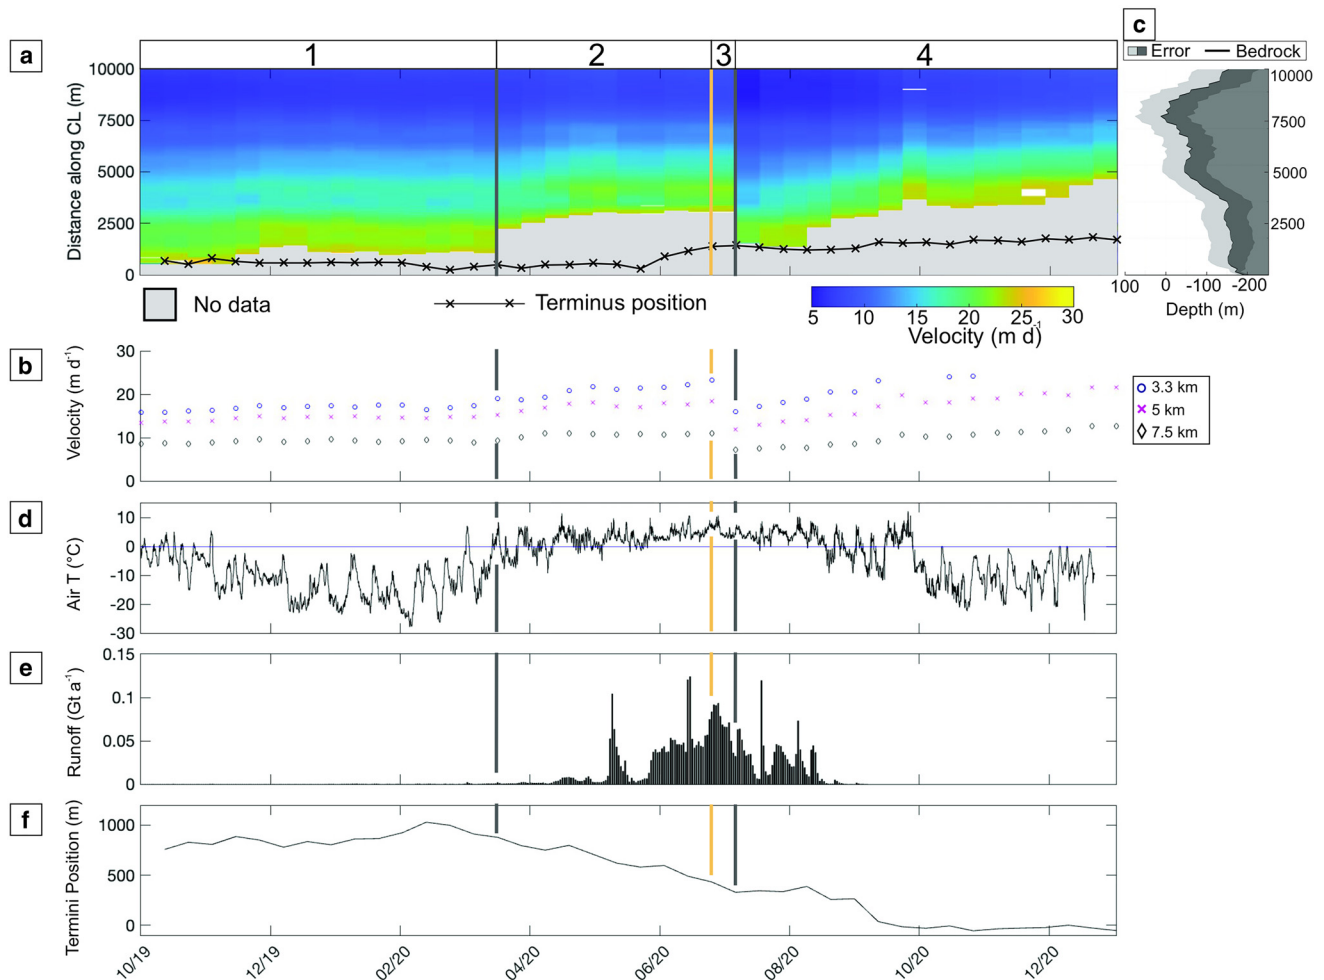 a
1
2
3
4
c
Error
Bedrock
Distance along CL (m)
10000
7500
5000
2500
0
10000
7500
5000
2500
100
0
-100
-200
Depth (m)
No data
Terminus position
5
10
15
20
25
30
Velocity (m d⁻¹)
b
Velocity (m d⁻¹)
30
20
10
0
3.3 km
5 km
7.5 km
d
Air T (°C)
10
0
-10
-20
-30
e
Runoff (Gt a⁻¹)
0.15
0.1
0.05
0
f
Termini Position (m)
1000
500
0
10/19
12/19
02/20
04/20
06/20
08/20
10/20
12/20